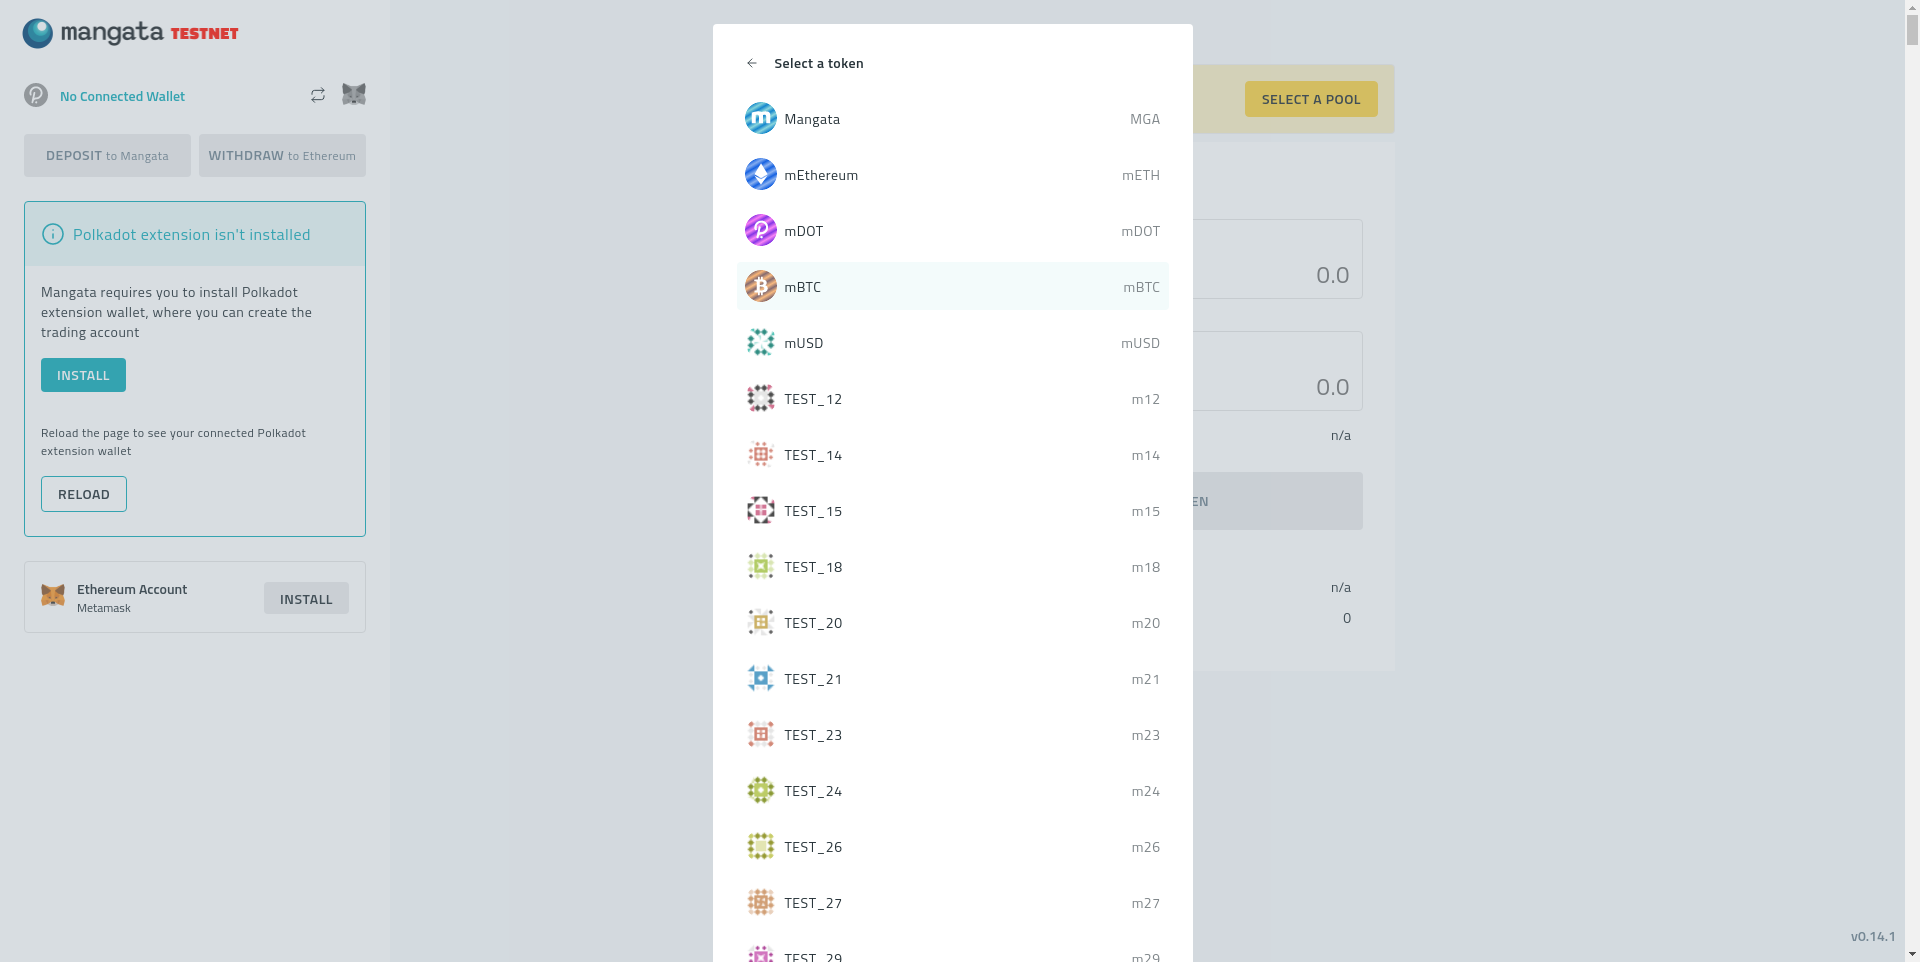 mangata TESTNET
No Connected Wallet
DEPOSIT to Mangata
WITHDRAW to Ethereum
Polkadot extension isn't installed
Mangata requires you to install Polkadot
extension wallet, where you can create the
trading account
INSTALL
Reload the page to see your connected Polkadot
extension wallet
RELOAD
Ethereum Account
Metamask
INSTALL
Select a token
Mangata MGA
mEthereum mETH
mDOT mDOT
mBTC mBTC
mUSD mUSD
TEST_12 m12
TEST_14 m14
TEST_15 m15
TEST_18 m18
TEST_20 m20
TEST_21 m21
TEST_23 m23
TEST_24 m24
TEST_26 m26
TEST_27 m27
TEST_29 m29
SELECT A POOL
0.0
0.0
n/a
EN
n/a
0
v0.14.1